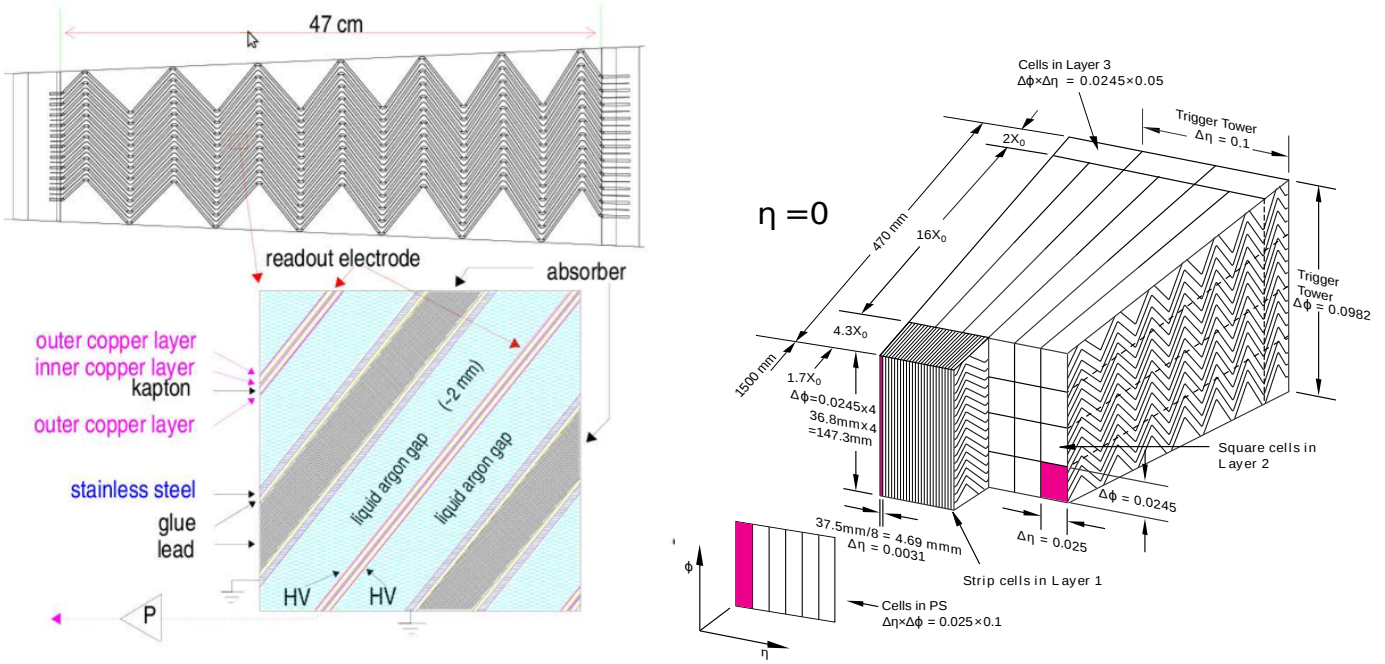 47 cm
readout electrode
absorber
outer copper layer
inner copper layer
kapton
outer copper layer
stainless steel
glue
lead
liquid argon gap
(~2 mm)
liquid argon gap
HV
HV
P
Cells in Layer 3
Δϕ×Δη = 0.0245×0.05
Trigger Tower
Δη = 0.1
2X₀
η = 0
470 mm
16X₀
Trigger
Tower
Δϕ = 0.0982
4.3X₀
1500 mm
1.7X₀
Δϕ=0.0245x4
36.8mmx4
=147.3mm
Square cells in
Layer 2
Δϕ = 0.0245
37.5mm/8 = 4.69 mmm
Δη = 0.0031
Δη = 0.025
Strip cells in Layer 1
ϕ
Cells in PS
Δη×Δϕ = 0.025×0.1
η